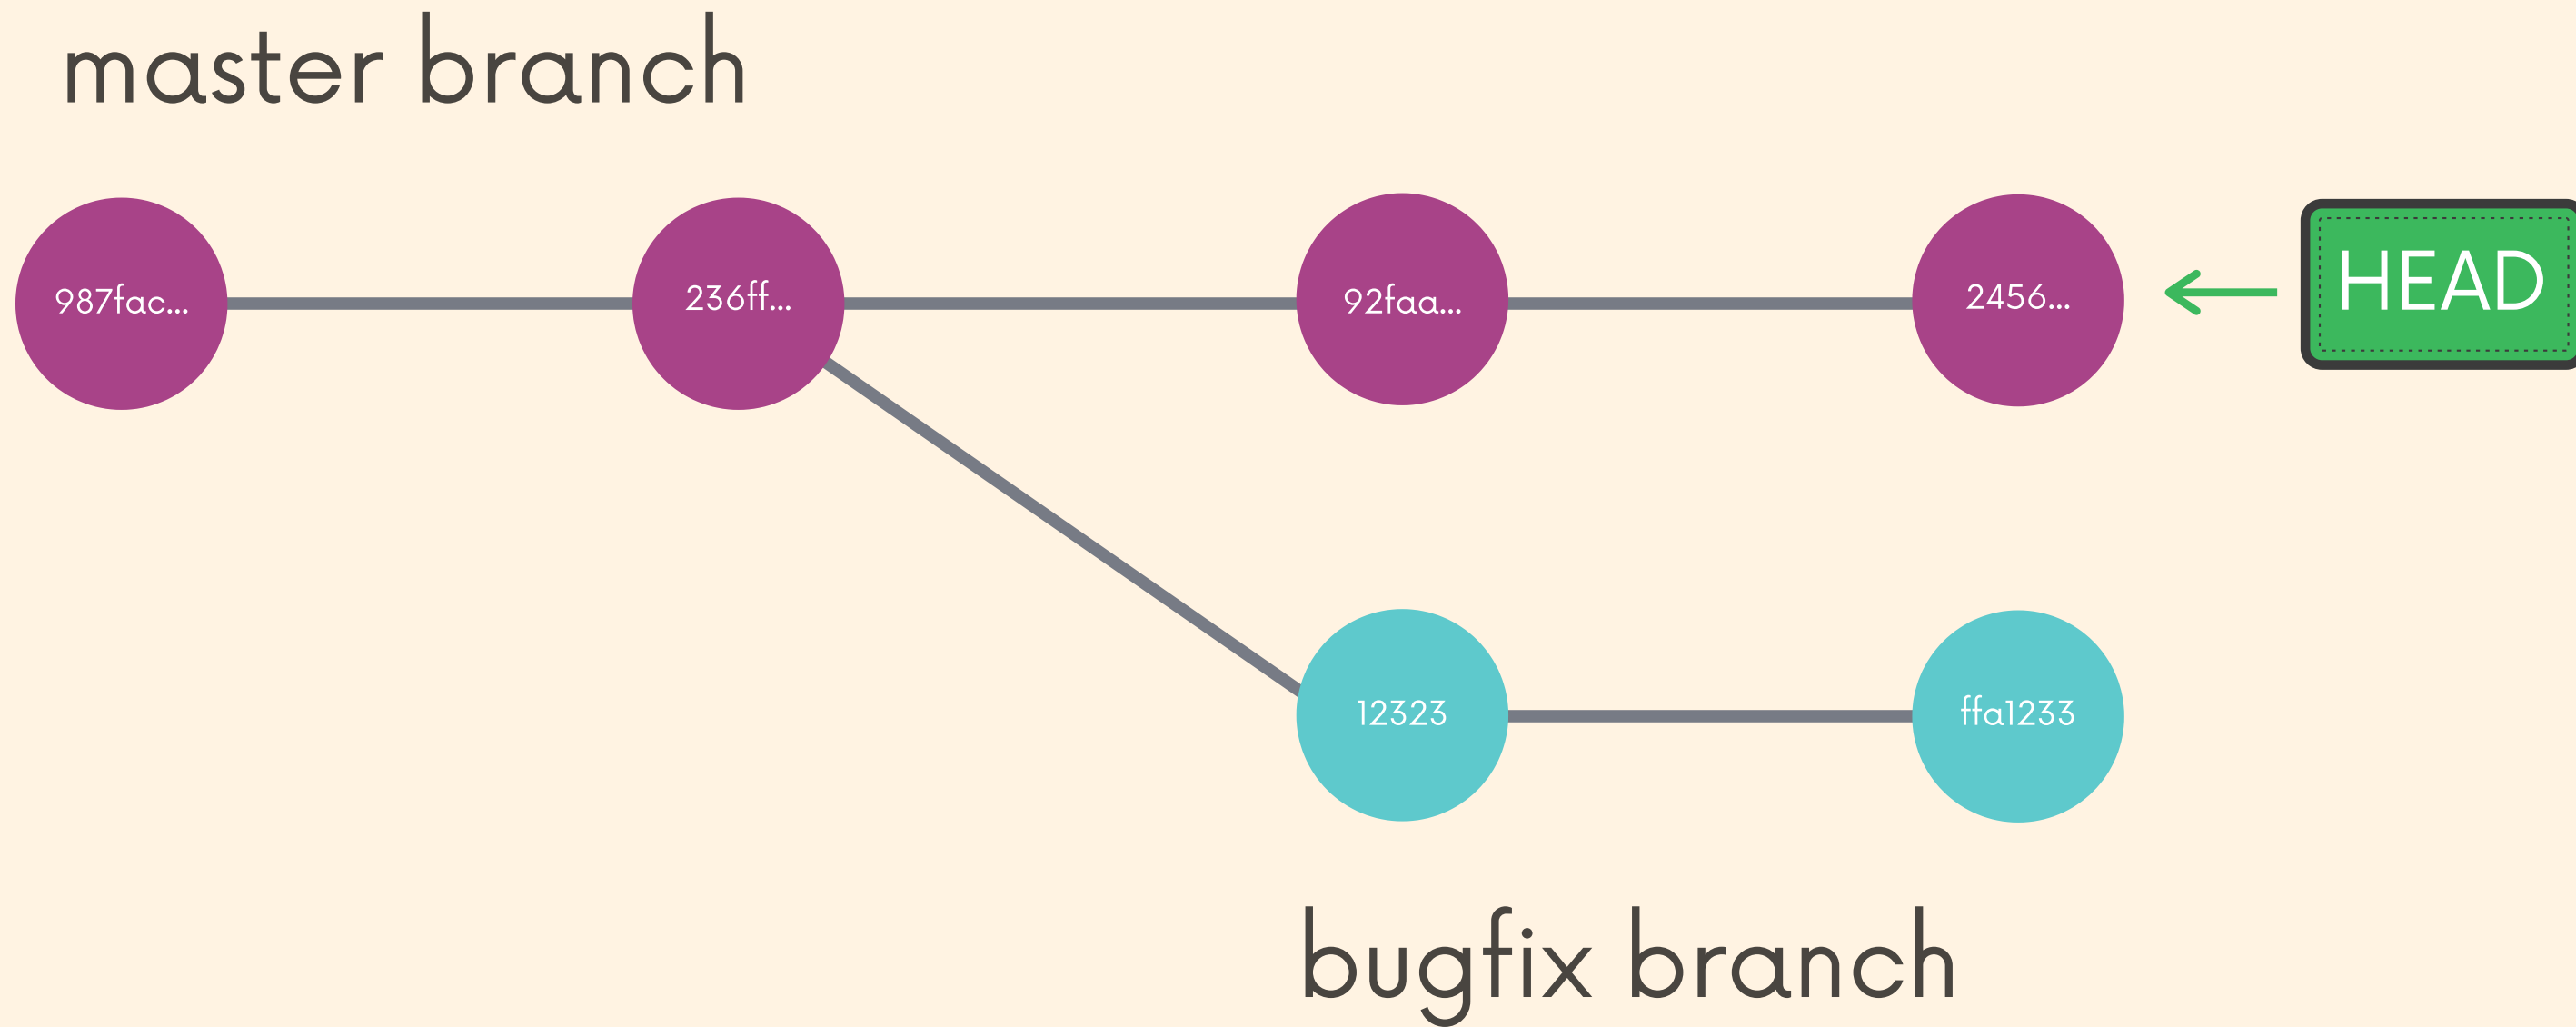 master branch
987fac...
236ff...
92faa...
2456...
HEAD
12323
ffa1233
bugfix branch